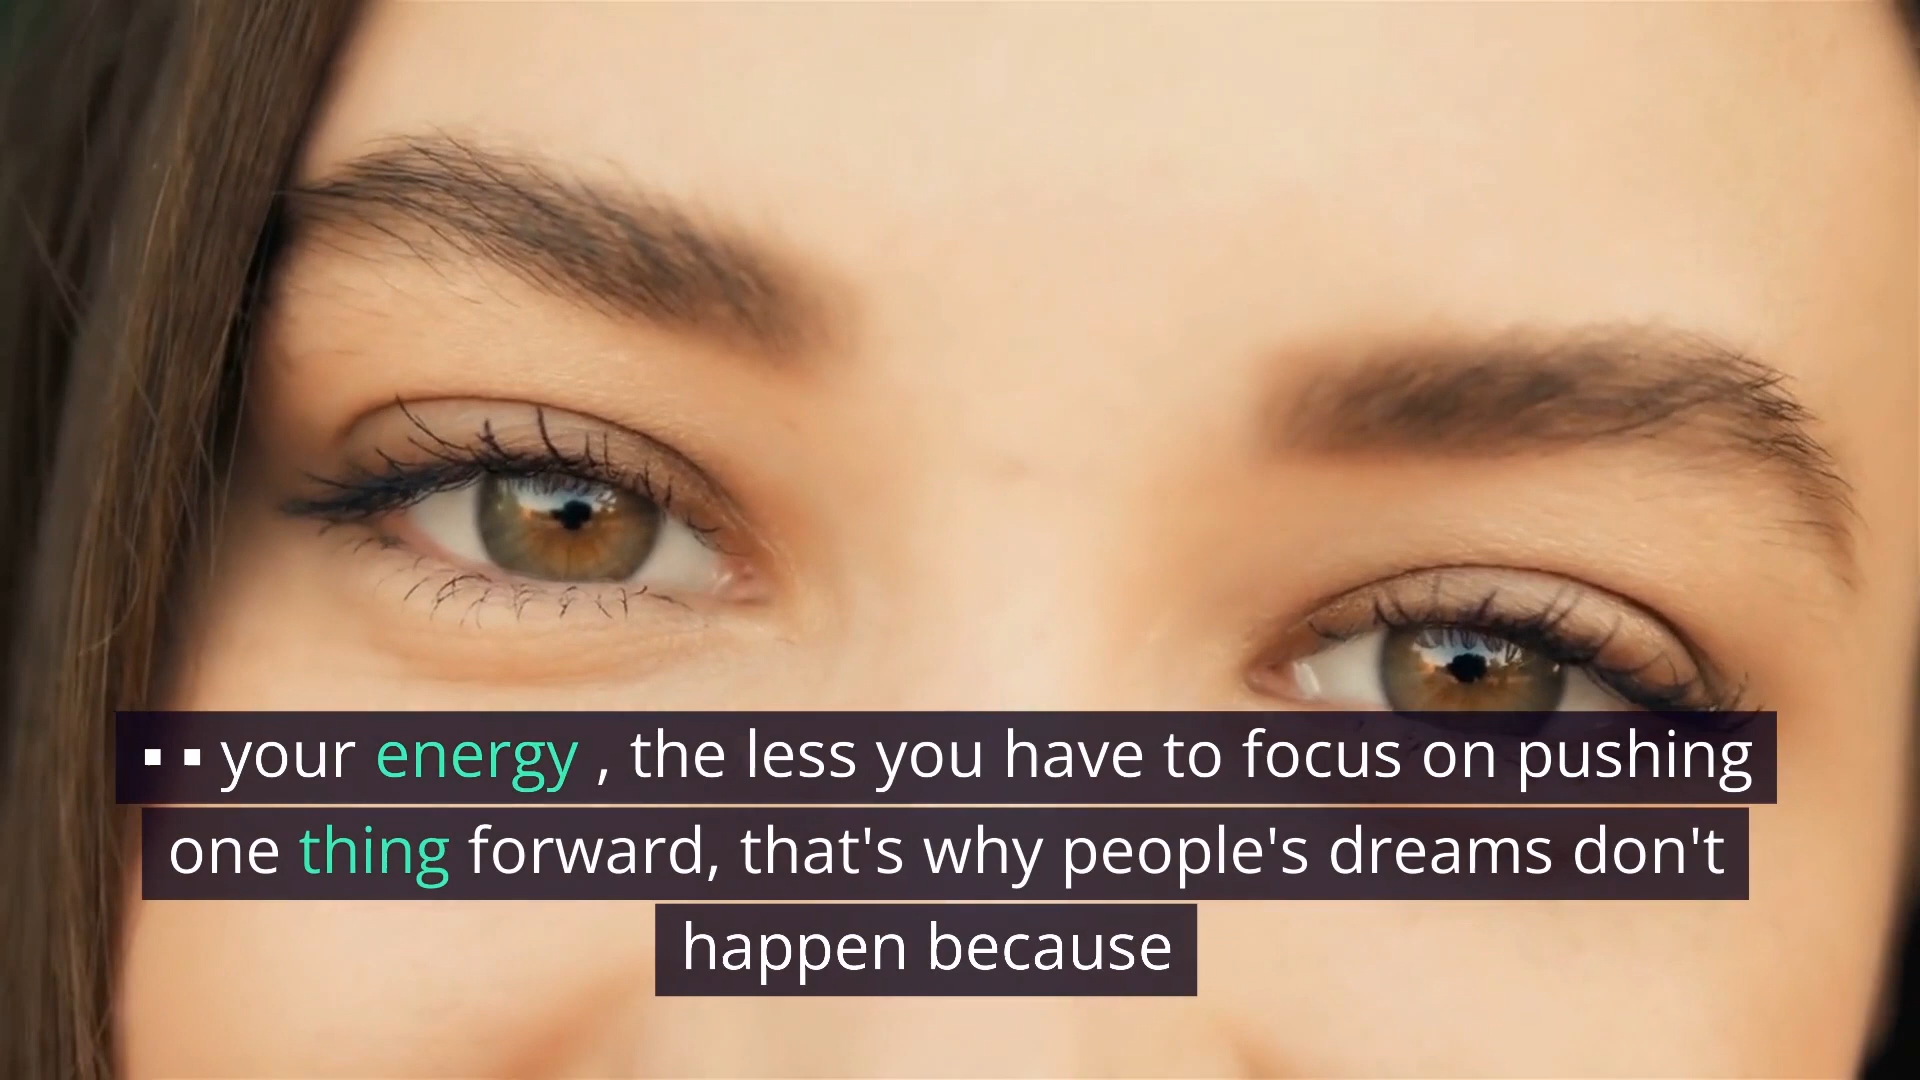 ▪ ▪ your energy , the less you have to focus on pushing
one thing forward, that's why people's dreams don't
happen because